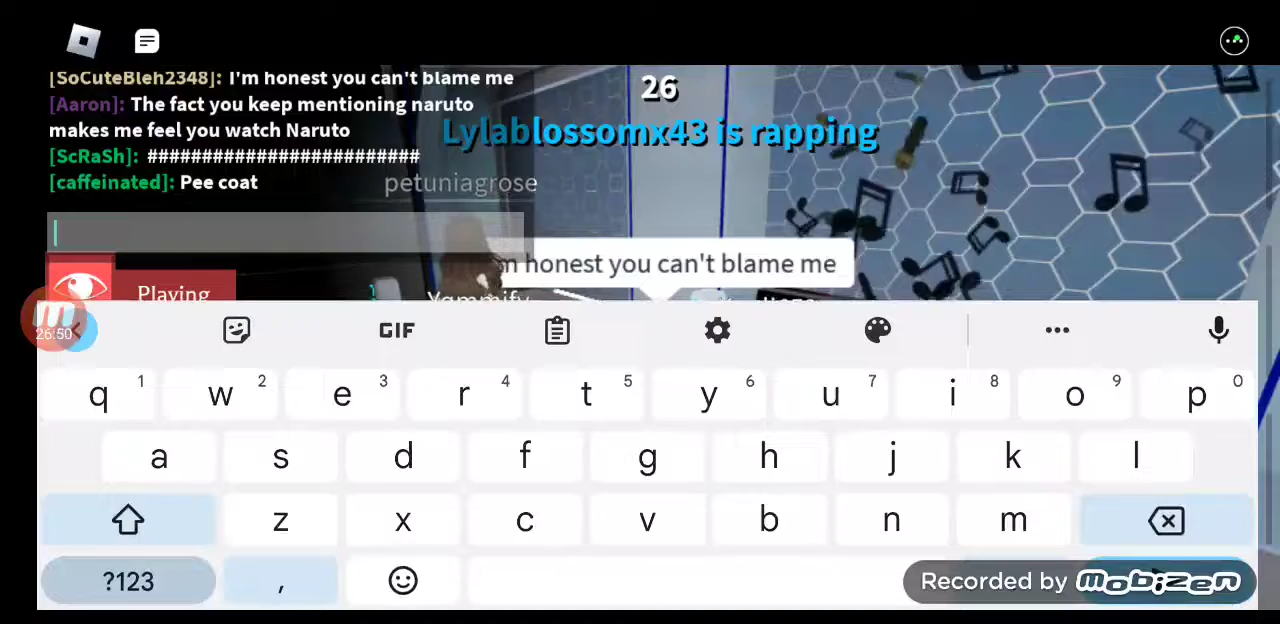 [SoCuteBleh2348]: I'm honest you can't blame me
[Aaron]: The fact you keep mentioning naruto
makes me feel you watch Naruto
[ScRaSh]: #########################
[caffeinated]: Pee coat
26
Lylablossomx43 is rapping
petuniagrose
honest you can't blame me
Playing
Yammify
26:50
GIF
q 1 w 2 e 3 r 4 t 5 y 6 u 7 i 8 o 9 p 0
a s d f g h j k l
z x c v b n m
?123 ,
Recorded by mobizen